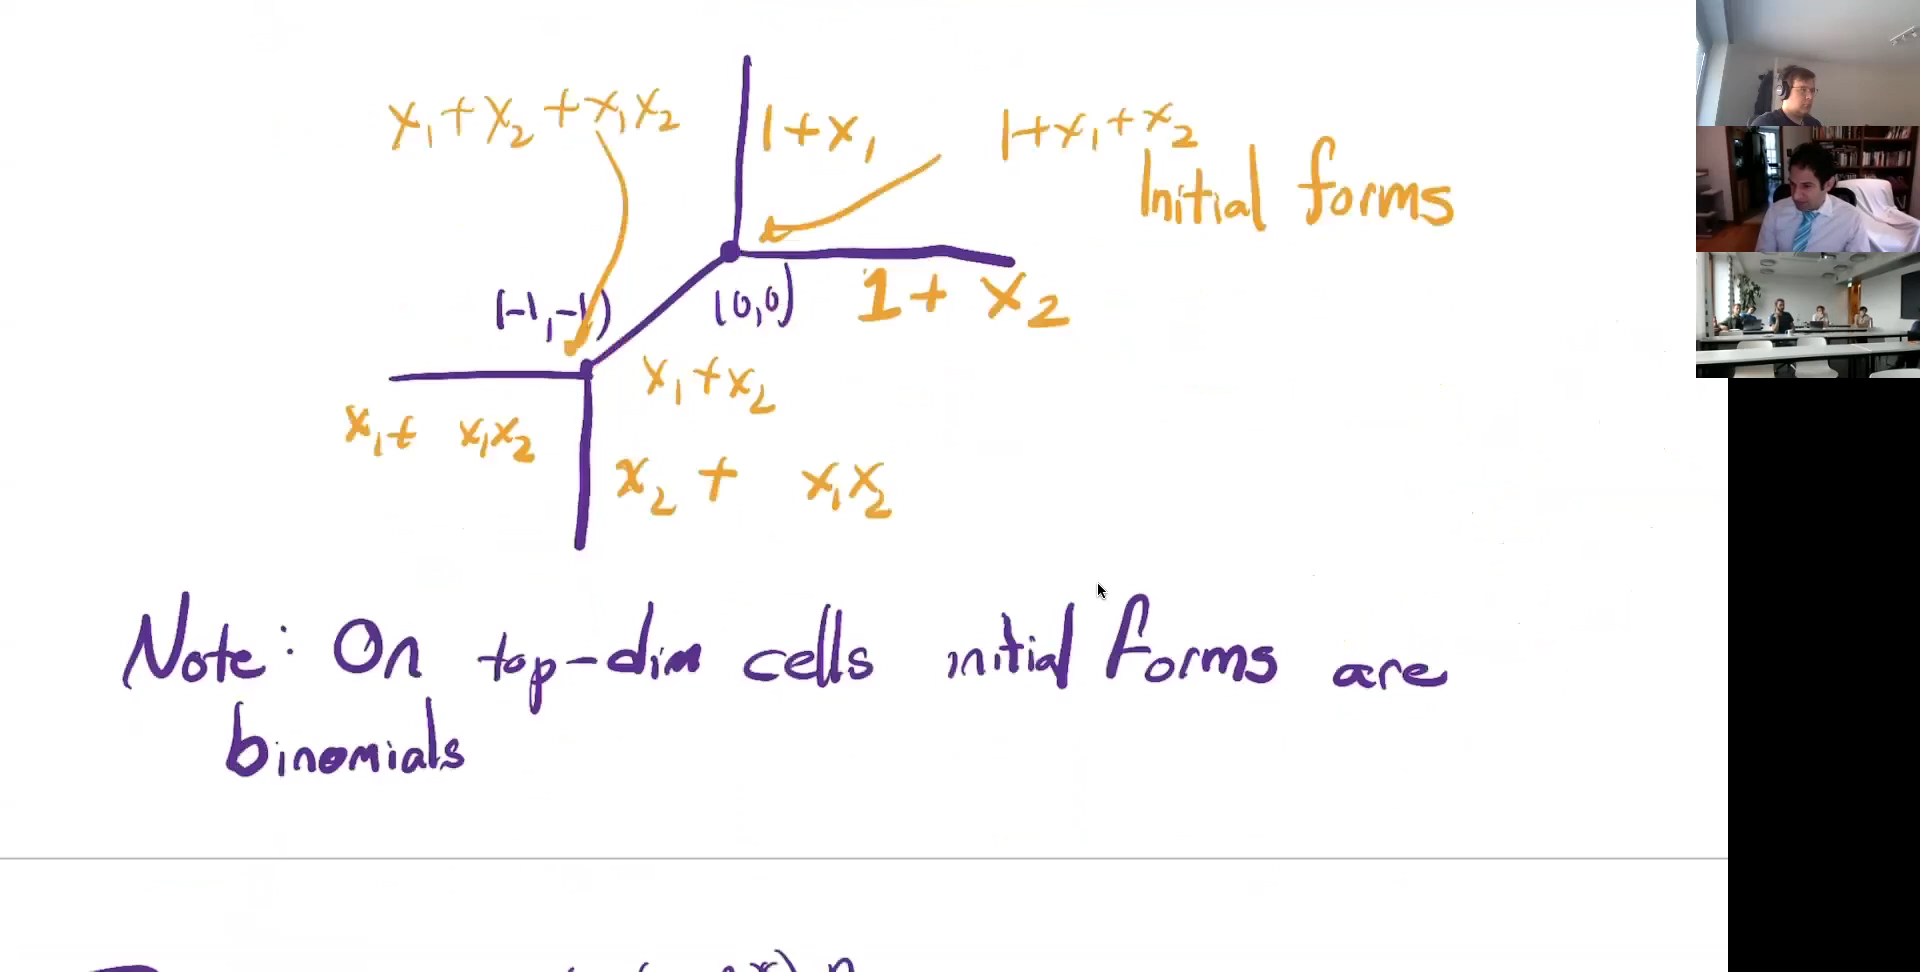 x₁+x₂+x₁x₂
1+x₁
1+x₁+x₂
Initial forms
(-1,-1)
(0,0)
1+ x₂
x₁+x₂
x₁+ x₁x₂
x₂ + x₁x₂
Note: On top-dim cells initial forms are
binomials